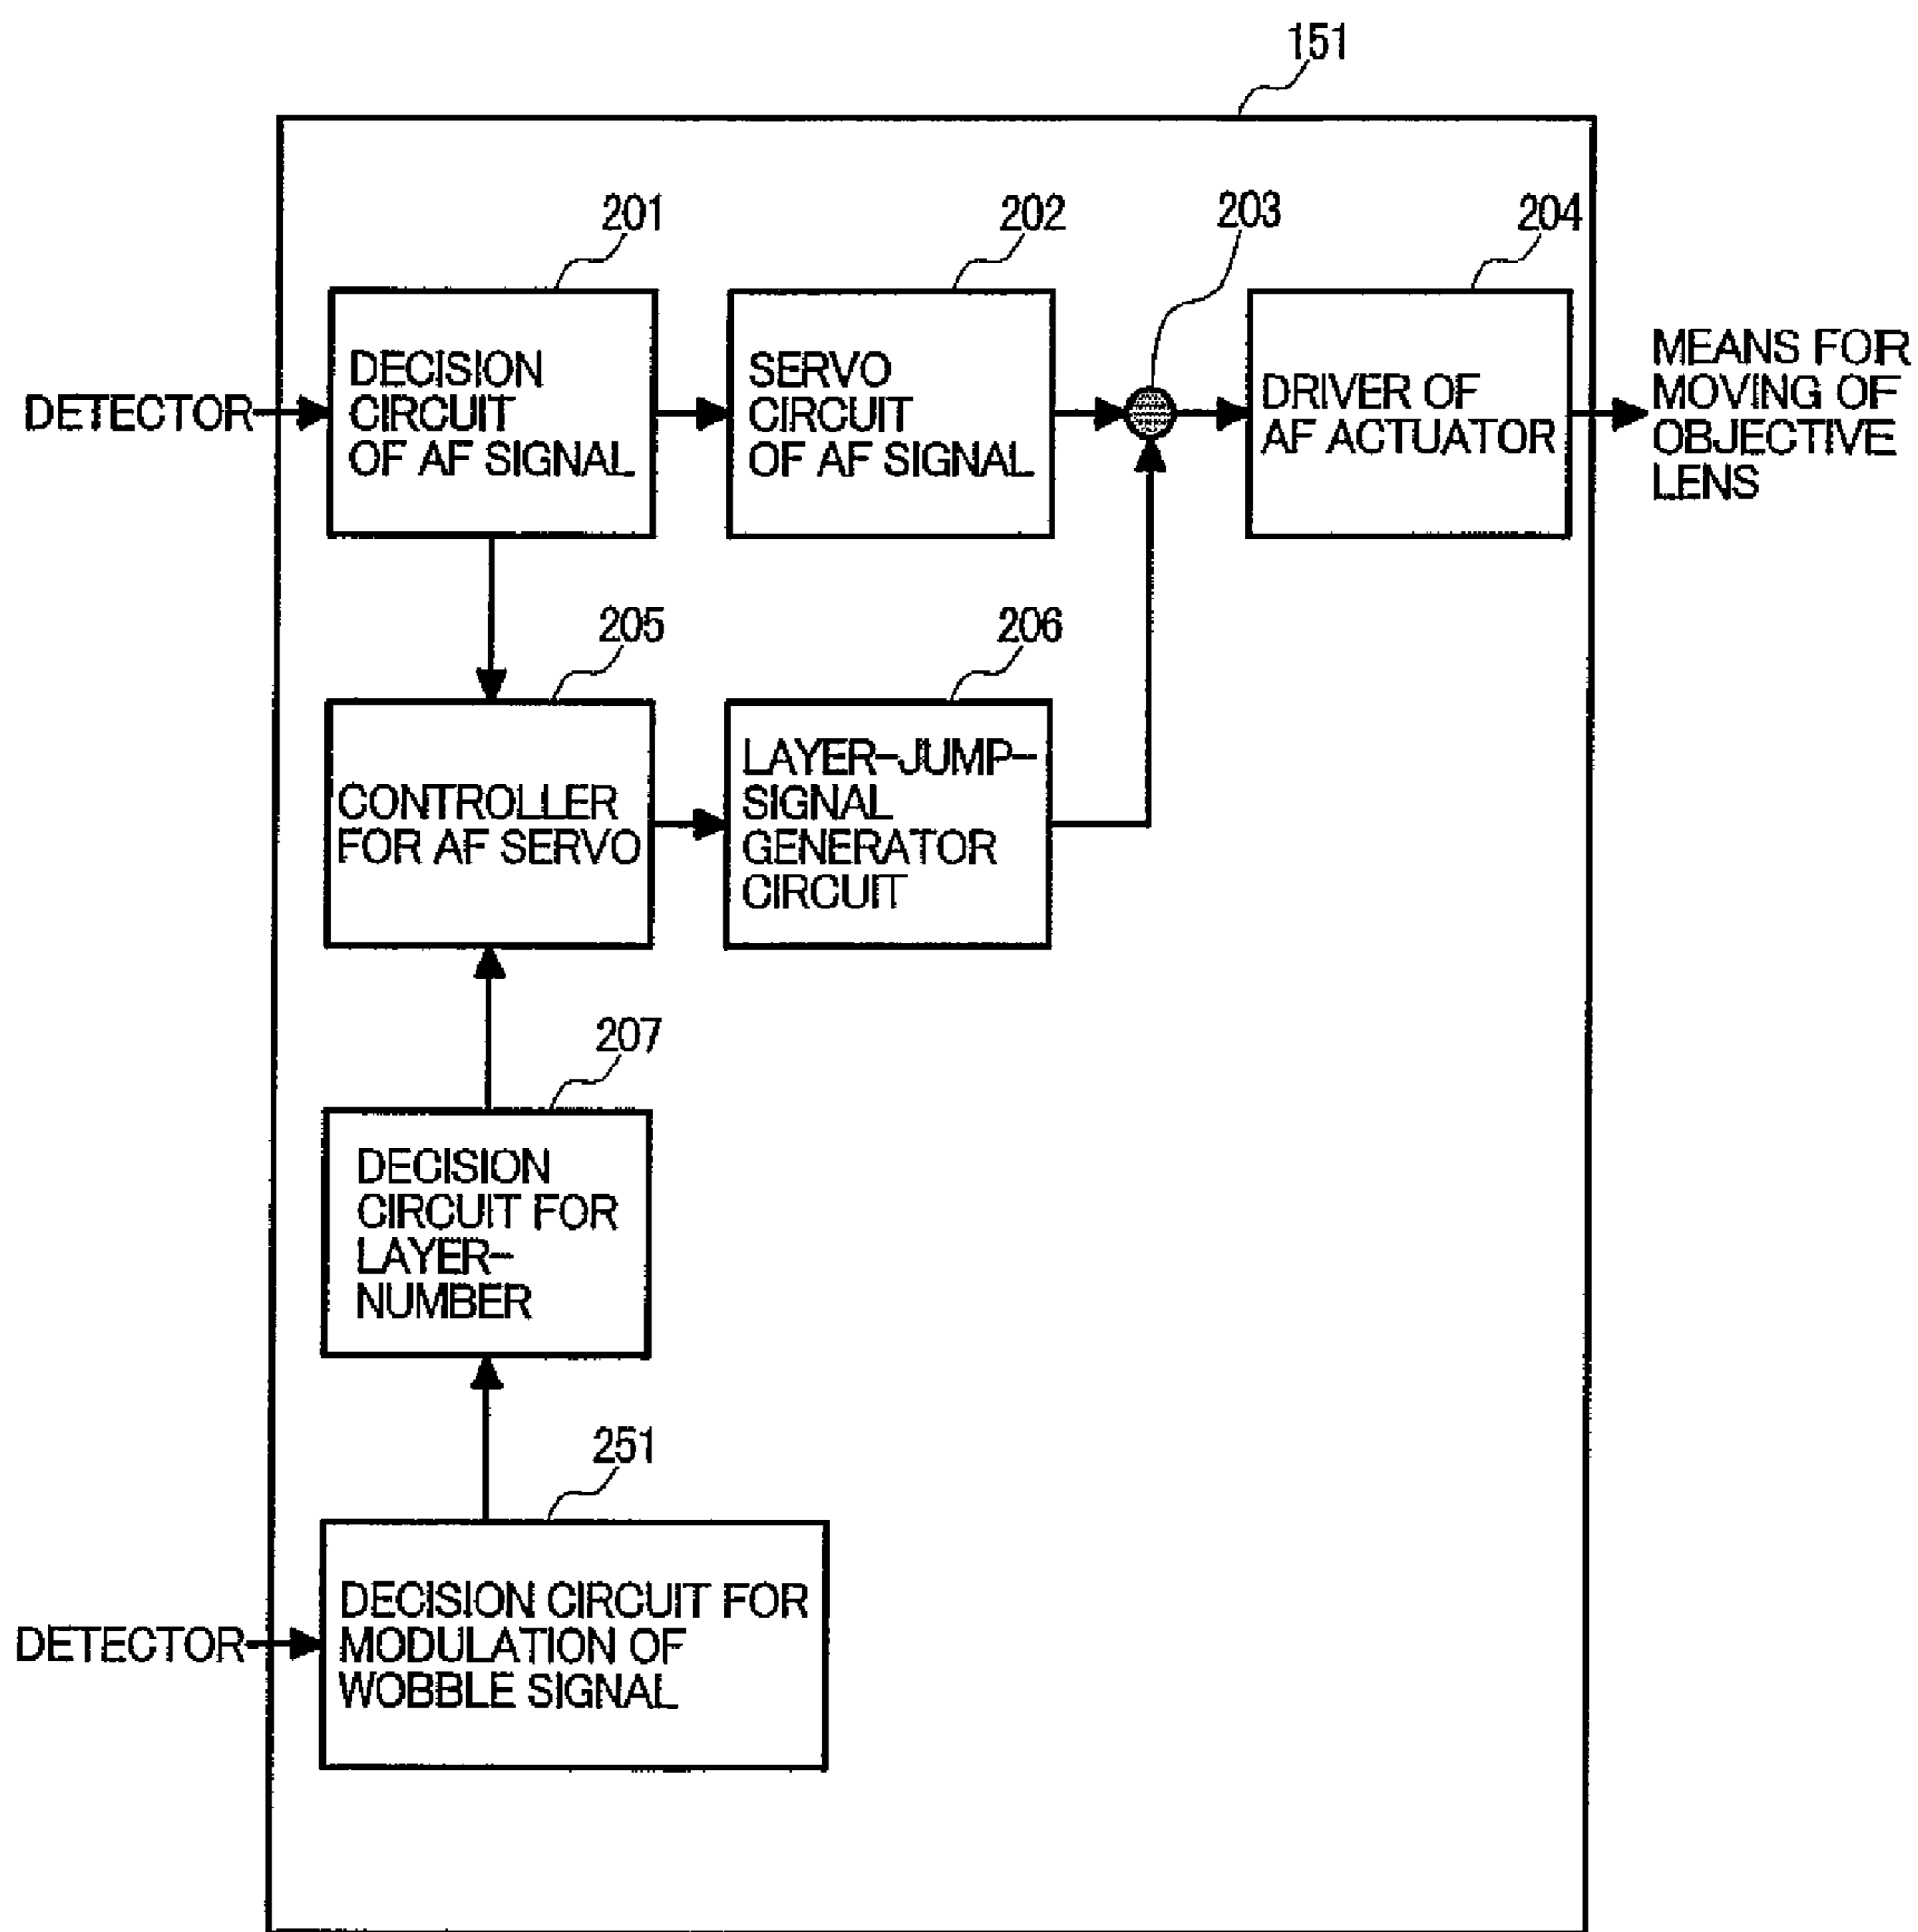 151
201
202
203
204
DETECTOR
DECISION
CIRCUIT
OF AF SIGNAL
SERVO
CIRCUIT
OF AF SIGNAL
DRIVER OF
AF ACTUATOR
MEANS FOR
MOVING OF
OBJECTIVE
LENS
205
206
CONTROLLER
FOR AF SERVO
LAYER-JUMP-
SIGNAL
GENERATOR
CIRCUIT
207
DECISION
CIRCUIT FOR
LAYER-
NUMBER
251
DETECTOR
DECISION CIRCUIT FOR
MODULATION OF
WOBBLE SIGNAL